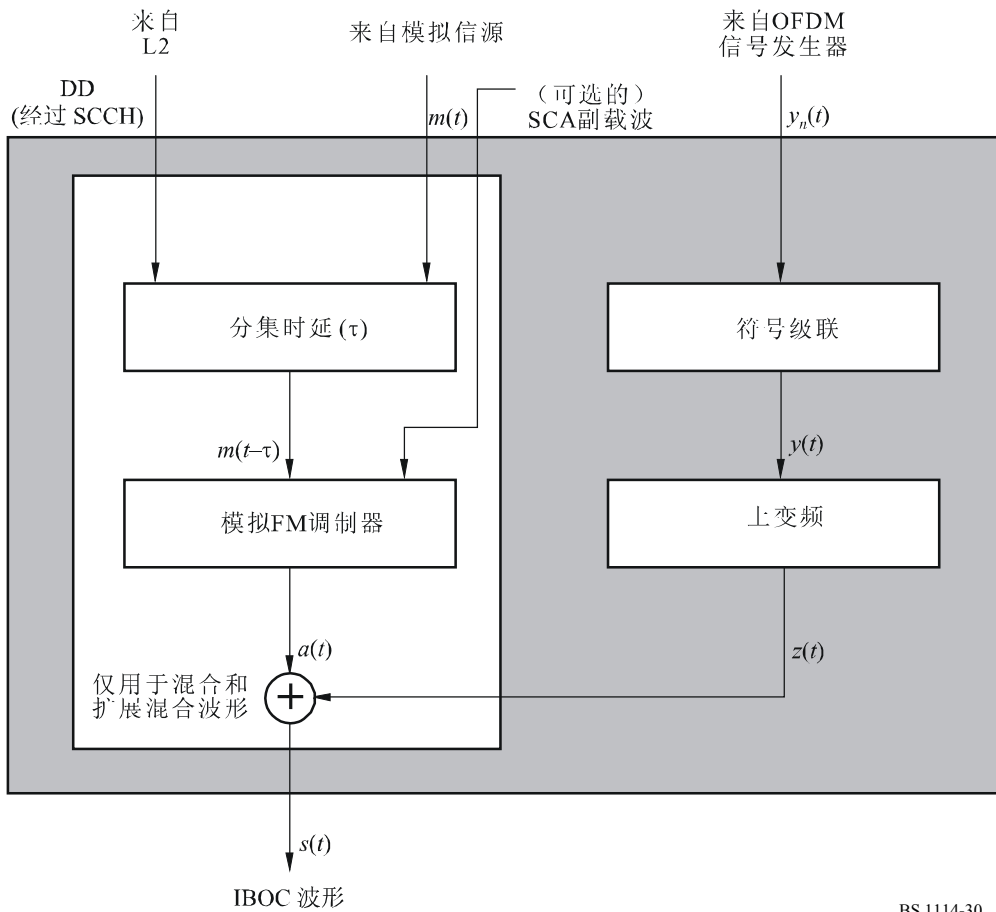 来自
L2
来自模拟信源
来自OFDM
信号发生器
DD
(经过 SCCH)
m(t)
（可选的）
SCA副载波
yn(t)
分集时延(τ)
符号级联
m(t–τ)
y(t)
模拟FM调制器
上变频
a(t)
z(t)
仅用于混合和
扩展混合波形
+
s(t)
IBOC 波形
BS.1114-30